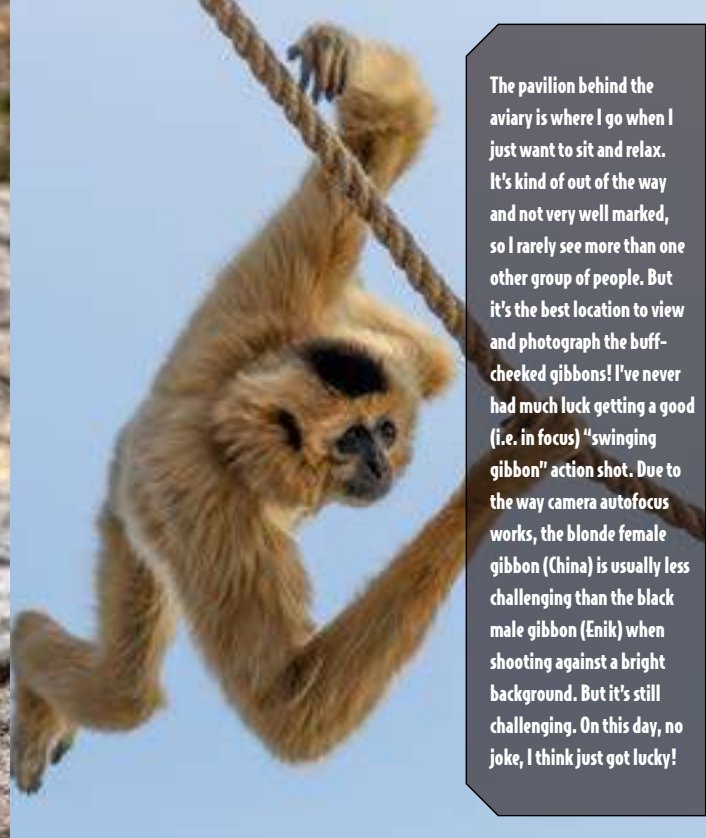 The pavilion behind the
aviary is where I go when I
just want to sit and relax.
It's kind of out of the way
and not very well marked,
so I rarely see more than one
other group of people. But
it's the best location to view
and photograph the buff-
cheeked gibbons! I've never
had much luck getting a good
(i.e. in focus) “swinging
gibbon” action shot. Due to
the way camera autofocus
works, the blonde female
gibbon (China) is usually less
challenging than the black
male gibbon (Enik) when
shooting against a bright
background. But it's still
challenging. On this day, no
joke, I think just got lucky!